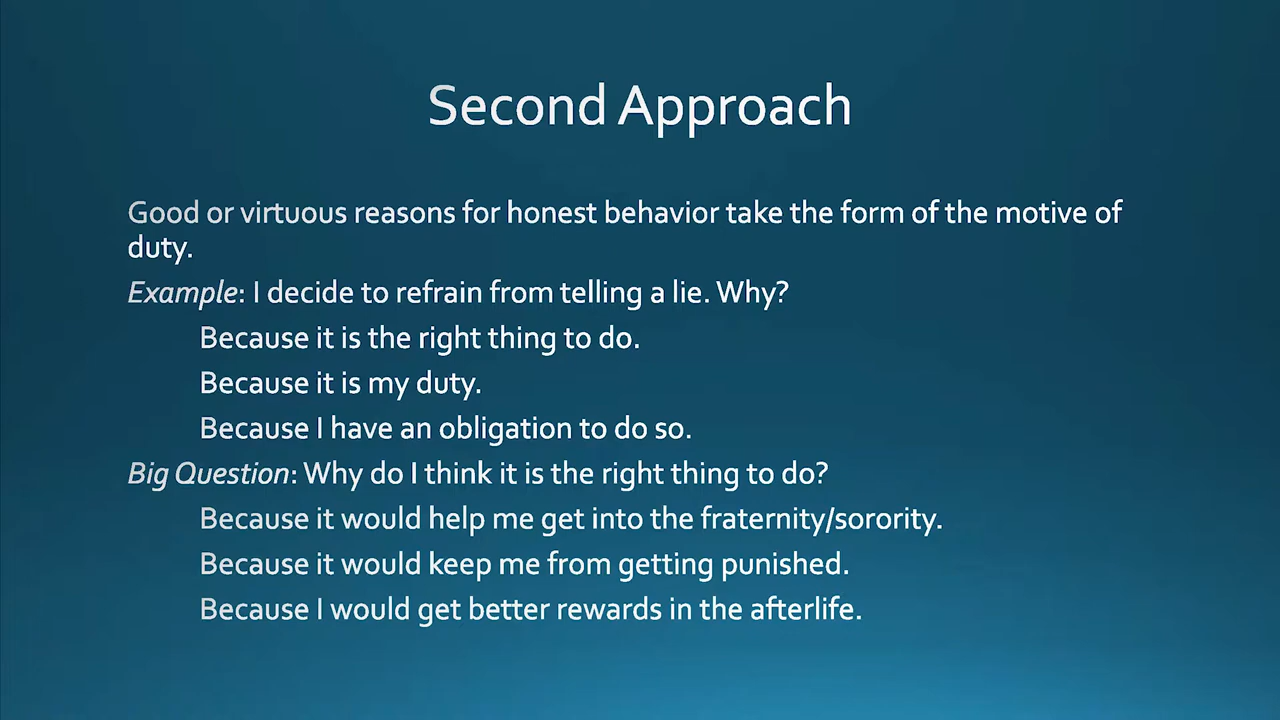 Second Approach
Good or virtuous reasons for honest behavior take the form of the motive of
duty.
Example: I decide to refrain from telling a lie. Why?
Because it is the right thing to do.
Because it is my duty.
Because I have an obligation to do so.
Big Question: Why do I think it is the right thing to do?
Because it would help me get into the fraternity/sorority.
Because it would keep me from getting punished.
Because I would get better rewards in the afterlife.